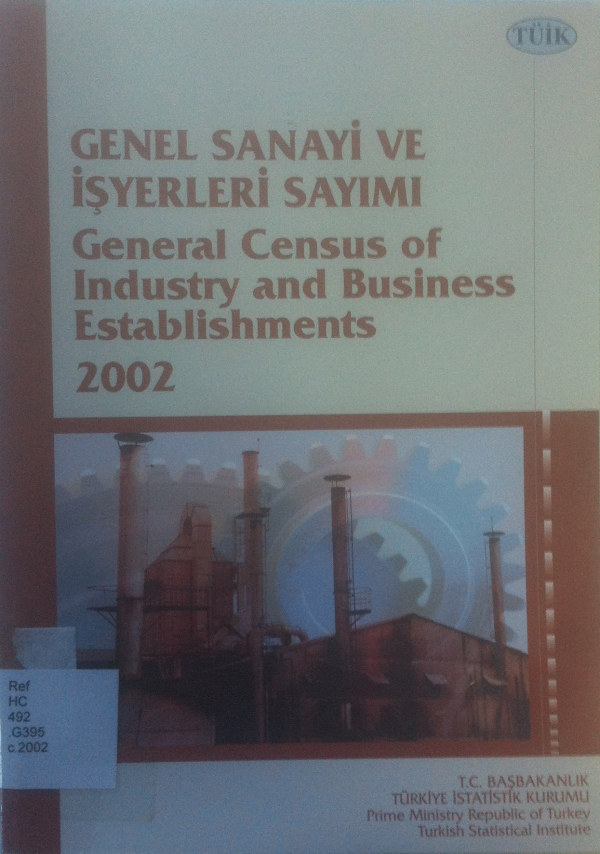 TÜİK
GENEL SANAYİ VE
İŞYERLERİ SAYIMI
General Census of
Industry and Business
Establishments
2002
Ref
HC
492
.G395
c.2002
T.C. BAŞBAKANLIK
TÜRKİYE İSTATİSTİK KURUMU
Prime Ministry Republic of Turkey
Turkish Statistical Institute